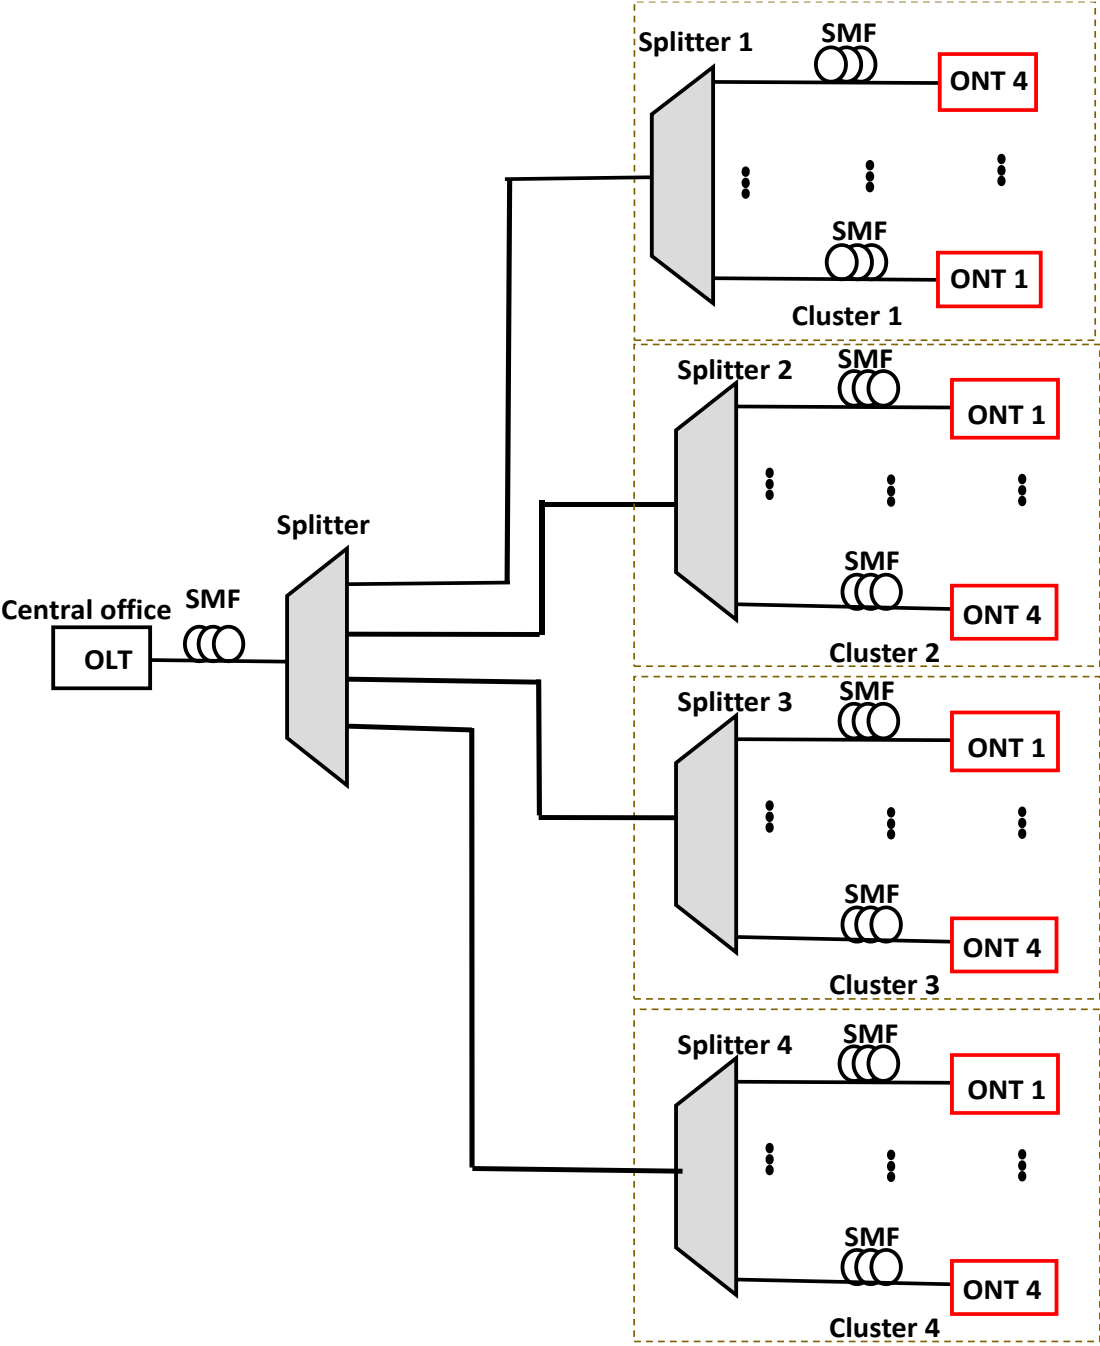 Splitter 1
SMF
ONT 4
SMF
ONT 1
Cluster 1
Splitter 2
SMF
ONT 1
SMF
ONT 4
Cluster 2
Splitter
Central office
SMF
OLT
Splitter 3
SMF
ONT 1
SMF
ONT 4
Cluster 3
Splitter 4
SMF
ONT 1
SMF
ONT 4
Cluster 4